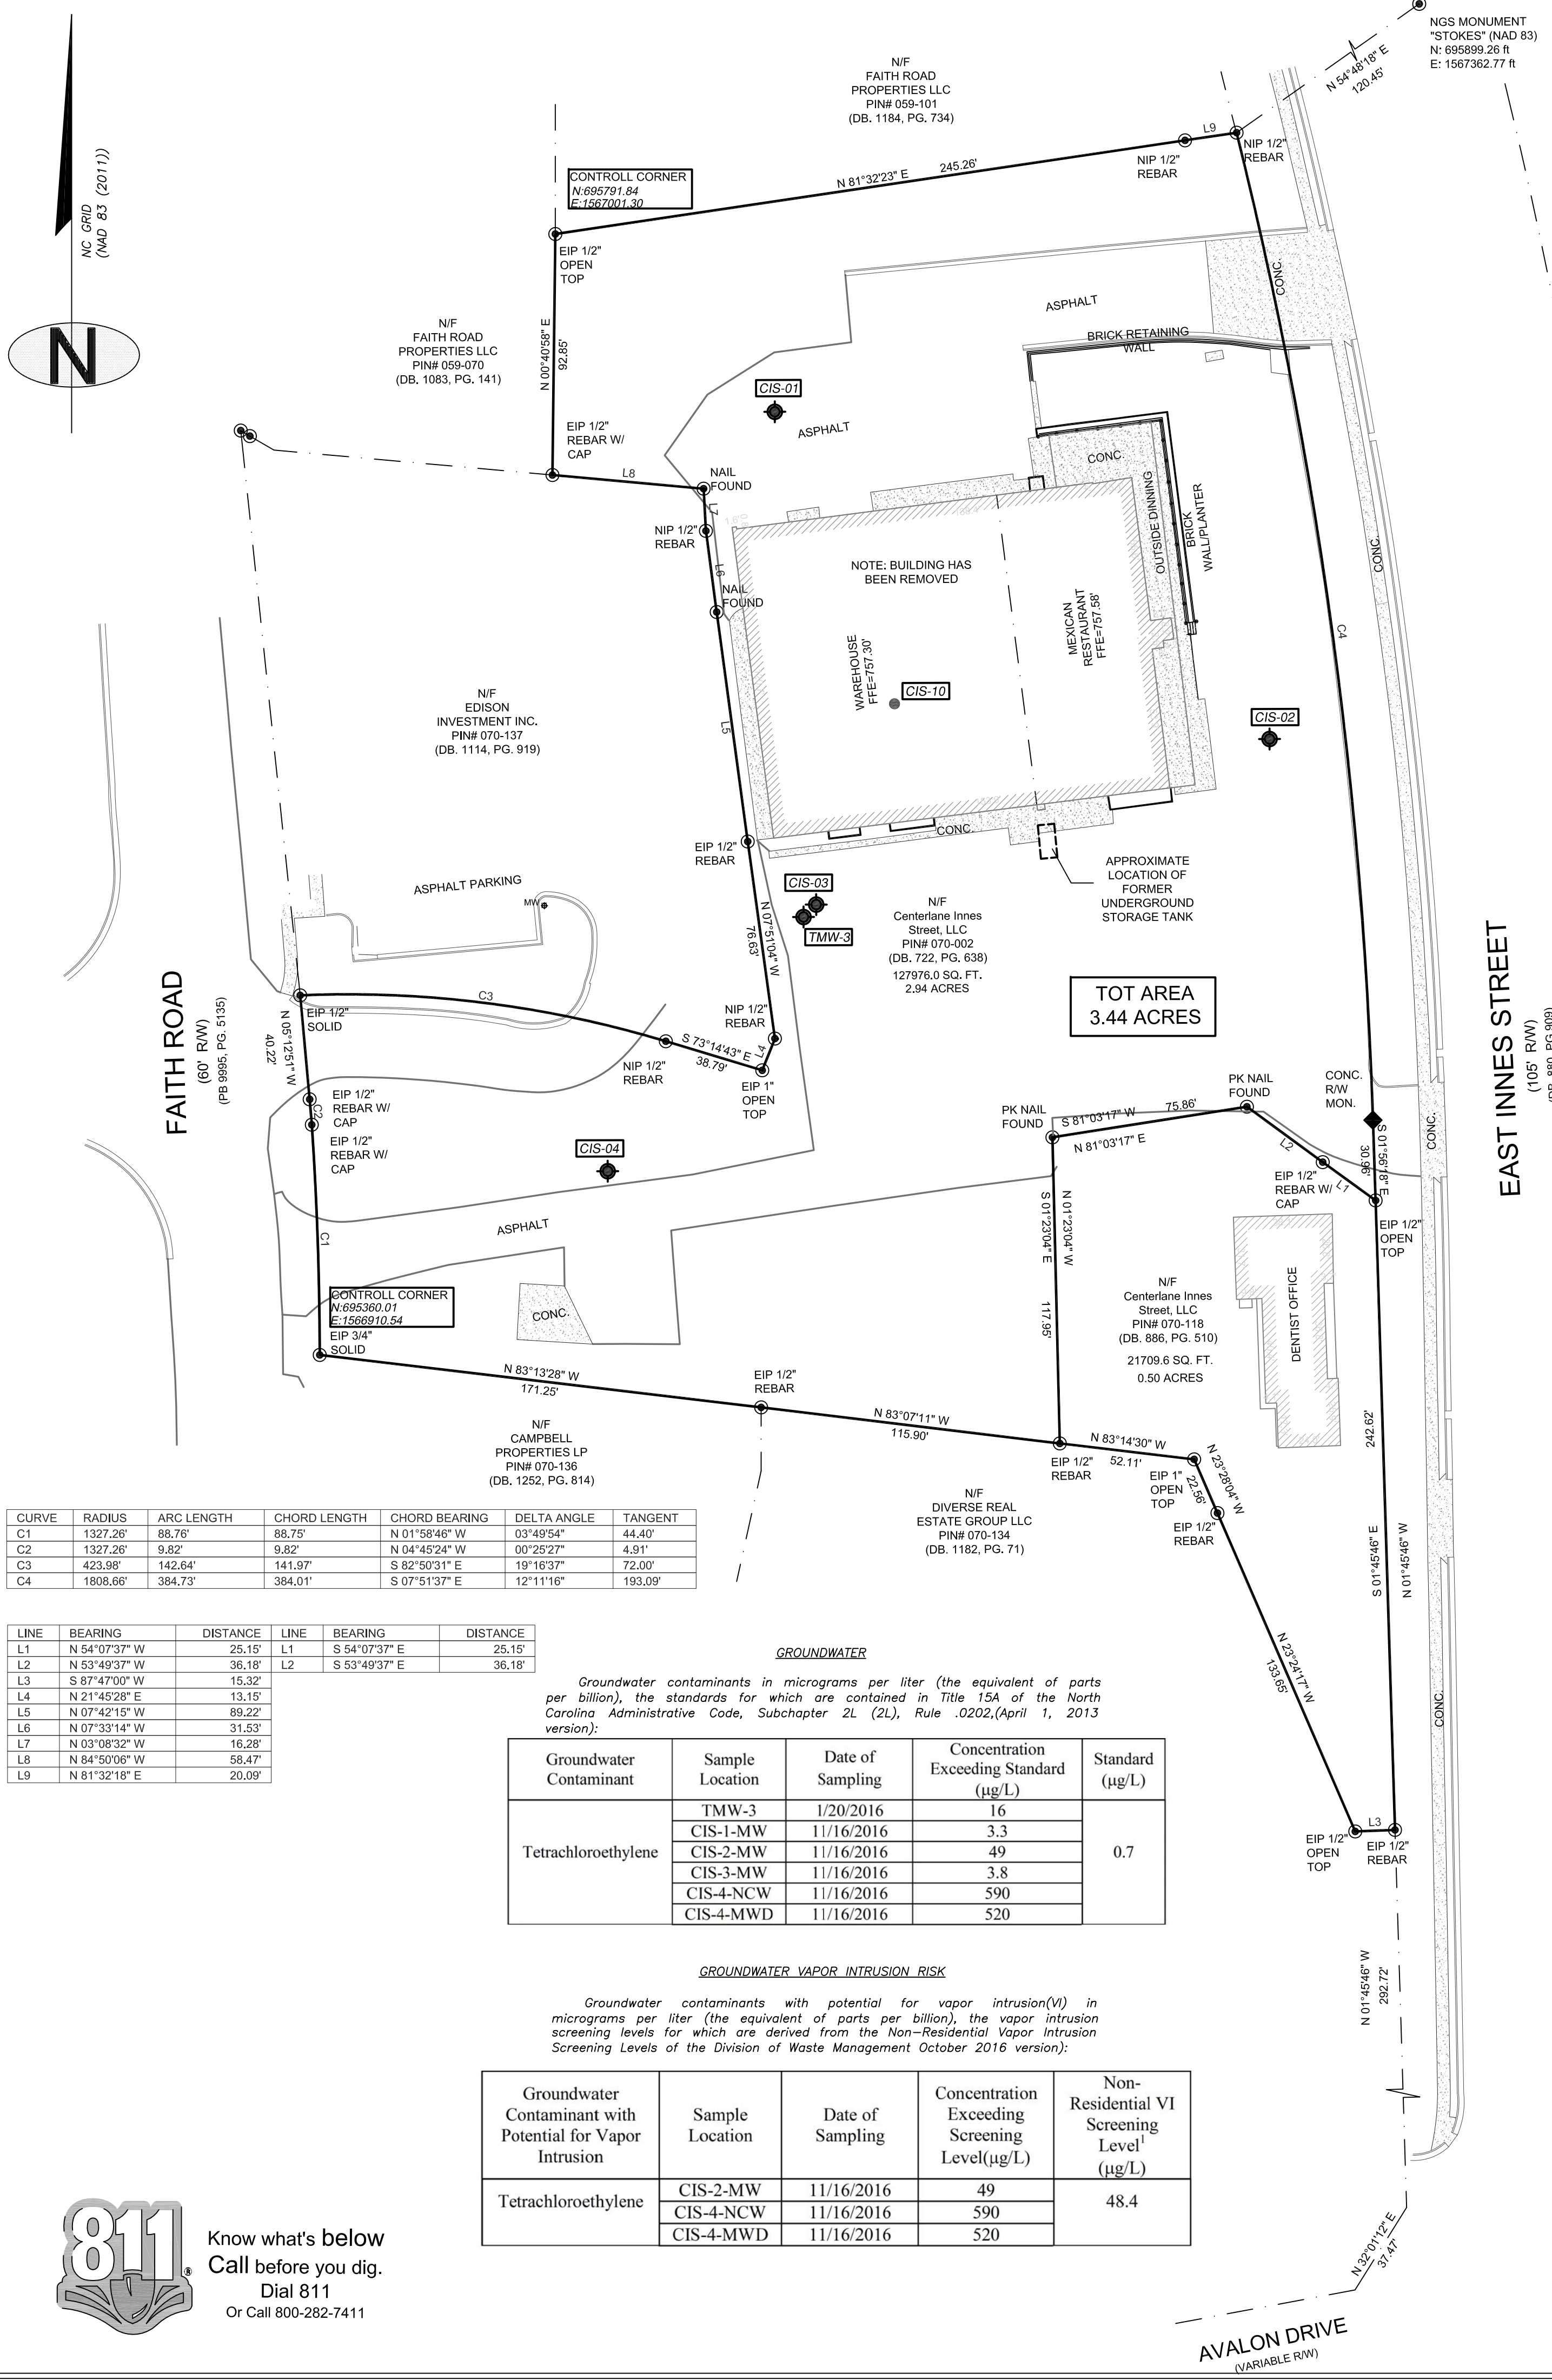 NGS MONUMENT
"STOKES" (NAD 83)
N: 695899.26 ft
E: 1567362.77 ft
N 54°48'18" E
120.45'
NC GRID
(NAD 83 (2011))
N
N/F
FAITH ROAD
PROPERTIES LLC
PIN# 059-101
(DB. 1184, PG. 734)
L9
NIP 1/2"
REBAR
NIP 1/2"
REBAR
N 81°32'23" E
245.26'
CONTROLL CORNER
N:695791.84
E:1567001.30
EIP 1/2"
OPEN
TOP
N 00°40'58" E
92.85'
N/F
FAITH ROAD
PROPERTIES LLC
PIN# 059-070
(DB. 1083, PG. 141)
CONC.
ASPHALT
BRICK RETAINING
WALL
CIS-01
ASPHALT
EIP 1/2"
REBAR W/
CAP
L8
NAIL
FOUND
L7
NIP 1/2"
REBAR
L6
NAIL
FOUND
CONC.
OUTSIDE DINNING
BRICK
WALL/PLANTER
CONC.
NOTE: BUILDING HAS
BEEN REMOVED
WAREHOUSE
FFE=757.30'
MEXICAN
RESTAURANT
FFE=757.58'
C4
CIS-10
CIS-02
N/F
EDISON
INVESTMENT INC.
PIN# 070-137
(DB. 1114, PG. 919)
L5
CONC.
EIP 1/2"
REBAR
APPROXIMATE
LOCATION OF
FORMER
UNDERGROUND
STORAGE TANK
ASPHALT PARKING
MW
CIS-03
TMW-3
N 07°51'04" W
76.63'
N/F
Centerlane Innes
Street, LLC
PIN# 070-002
(DB. 722, PG. 638)
127976.0 SQ. FT.
2.94 ACRES
TOT AREA
3.44 ACRES
FAITH ROAD
(60' R/W)
(PB 9995, PG. 5135)
EAST INNES STREET
(105' R/W)
(DB. 880, PG.909)
C3
EIP 1/2"
SOLID
N 05°12'51" W
40.22'
NIP 1/2"
REBAR
NIP 1/2"
REBAR
S 73°14'43" E
38.79'
L4
EIP 1"
OPEN
TOP
EIP 1/2"
REBAR W/
CAP
C2
EIP 1/2"
REBAR W/
CAP
CIS-04
PK NAIL
FOUND
S 81°03'17" W
75.86'
N 81°03'17" E
PK NAIL
FOUND
CONC.
R/W
MON.
S 01°56'18" E
30.96'
CONC.
L2
L1
EIP 1/2"
REBAR W/
CAP
EIP 1/2"
OPEN
TOP
C1
ASPHALT
CONTROLL CORNER
N:695360.01
E:1566910.54
EIP 3/4"
SOLID
CONC.
S 01°23'04" E
N 01°23'04" W
117.95'
N/F
Centerlane Innes
Street, LLC
PIN# 070-118
(DB. 886, PG. 510)
21709.6 SQ. FT.
0.50 ACRES
DENTIST OFFICE
N 83°13'28" W
171.25'
EIP 1/2"
REBAR
N 83°07'11" W
115.90'
EIP 1/2"
REBAR
N 83°14'30" W
52.11'
EIP 1"
OPEN
TOP
N 23°28'04" W
22.56'
EIP 1/2"
REBAR
N/F
CAMPBELL
PROPERTIES LP
PIN# 070-136
(DB. 1252, PG. 814)
N/F
DIVERSE REAL
ESTATE GROUP LLC
PIN# 070-134
(DB. 1182, PG. 71)
242.62'
S 01°45'46" E
N 01°45'46" W
N 23°24'17" W
133.65'
CONC.
CURVE RADIUS ARC LENGTH CHORD LENGTH CHORD BEARING DELTA ANGLE TANGENT
C1 1327.26' 88.76' 88.75' N 01°58'46" W 03°49'54" 44.40'
C2 1327.26' 9.82' 9.82' N 04°45'24" W 00°25'27" 4.91'
C3 423.98' 142.64' 141.97' S 82°50'31" E 19°16'37" 72.00'
C4 1808.66' 384.73' 384.01' S 07°51'37" E 12°11'16" 193.09'
LINE BEARING DISTANCE LINE BEARING DISTANCE
L1 N 54°07'37" W 25.15' L1 S 54°07'37" E 25.15'
L2 N 53°49'37" W 36.18' L2 S 53°49'37" E 36.18'
L3 S 87°47'00" W 15.32'
L4 N 21°45'28" E 13.15'
L5 N 07°42'15" W 89.22'
L6 N 07°33'14" W 31.53'
L7 N 03°08'32" W 16.28'
L8 N 84°50'06" W 58.47'
L9 N 81°32'18" E 20.09'
GROUNDWATER
Groundwater contaminants in micrograms per liter (the equivalent of parts
per billion), the standards for which are contained in Title 15A of the North
Carolina Administrative Code, Subchapter 2L (2L), Rule .0202,(April 1, 2013
version):
Groundwater Contaminant Sample Location Date of Sampling Concentration Exceeding Standard (µg/L) Standard (µg/L)
TMW-3 1/20/2016 16
CIS-1-MW 11/16/2016 3.3
Tetrachloroethylene CIS-2-MW 11/16/2016 49 0.7
CIS-3-MW 11/16/2016 3.8
CIS-4-NCW 11/16/2016 590
CIS-4-MWD 11/16/2016 520
L3
EIP 1/2"
OPEN
TOP
EIP 1/2"
REBAR
N 01°45'46" W
292.72'
GROUNDWATER VAPOR INTRUSION RISK
Groundwater contaminants with potential for vapor intrusion(VI) in
micrograms per liter (the equivalent of parts per billion), the vapor intrusion
screening levels for which are derived from the Non-Residential Vapor Intrusion
Screening Levels of the Division of Waste Management October 2016 version):
Groundwater Contaminant with Potential for Vapor Intrusion Sample Location Date of Sampling Concentration Exceeding Screening Level(µg/L) Non-Residential VI Screening Level1 (µg/L)
Tetrachloroethylene CIS-2-MW 11/16/2016 49 48.4
CIS-4-NCW 11/16/2016 590
CIS-4-MWD 11/16/2016 520
811®
Know what's below
Call before you dig.
Dial 811
Or Call 800-282-7411
N 32°01'12" E
37.47'
AVALON DRIVE
(VARIABLE R/W)